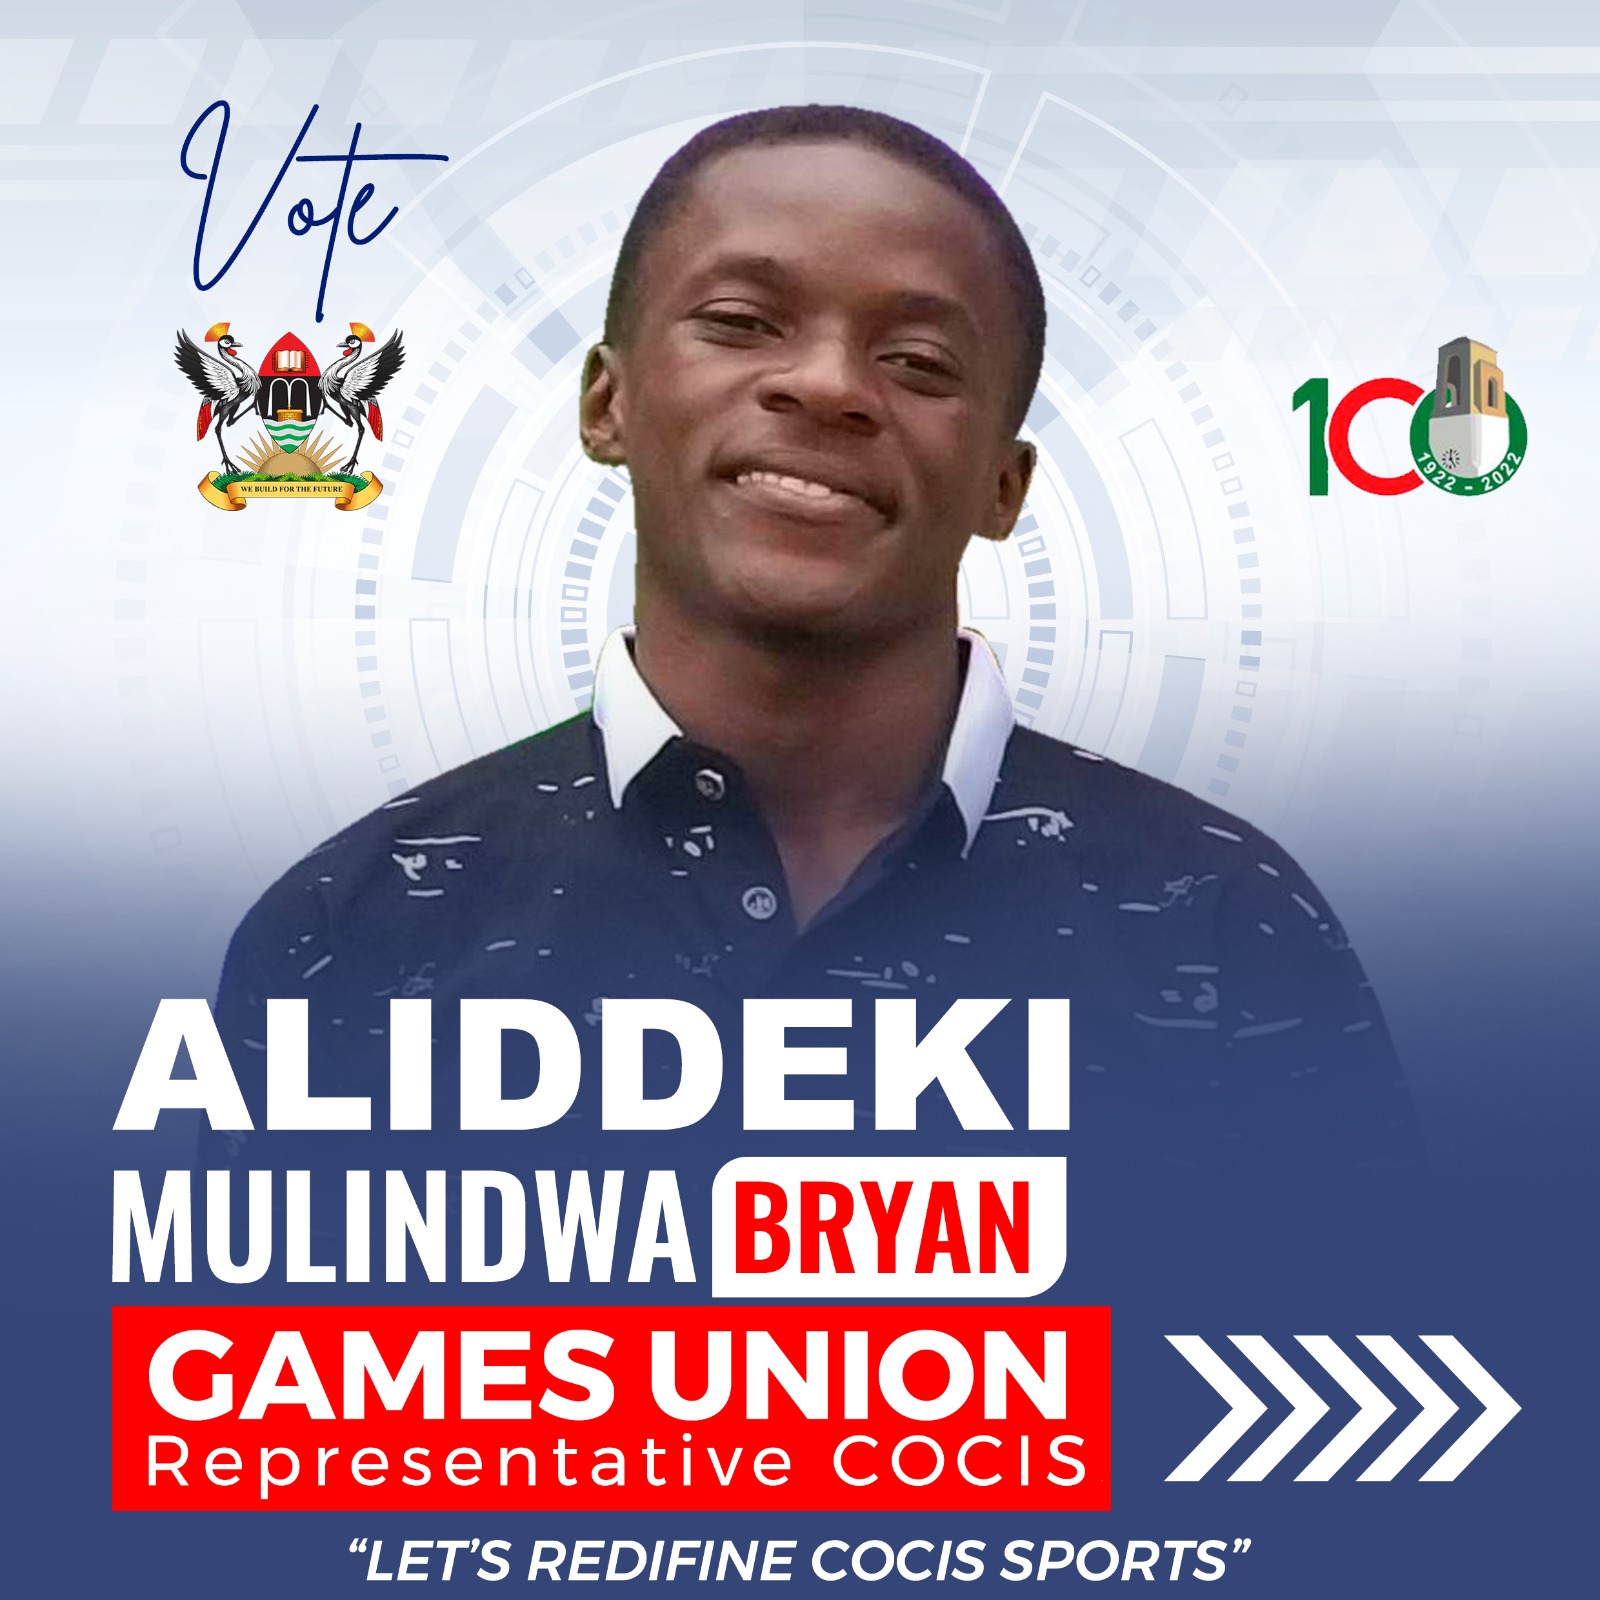 Vote
WE BUILD FOR THE FUTURE
100
1922 - 2022
ALIDDEKI
MULINDWA BRYAN
GAMES UNION
Representative COCIS
“LET’S REDIFINE COCIS SPORTS”